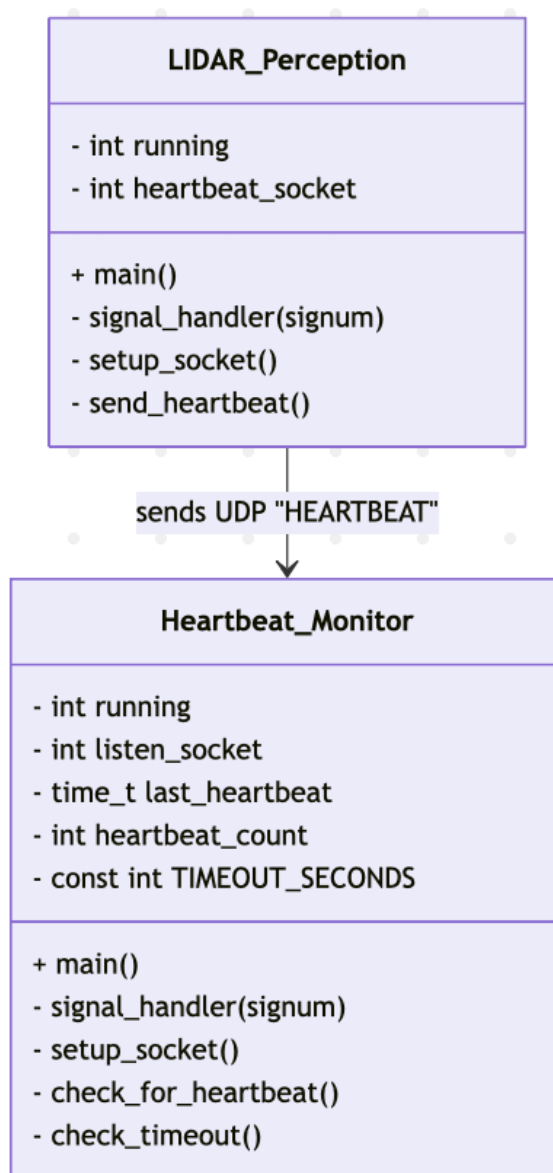 LIDAR_Perception
- int running
- int heartbeat_socket
+ main()
- signal_handler(signum)
- setup_socket()
- send_heartbeat()
sends UDP "HEARTBEAT"
Heartbeat_Monitor
- int running
- int listen_socket
- time_t last_heartbeat
- int heartbeat_count
- const int TIMEOUT_SECONDS
+ main()
- signal_handler(signum)
- setup_socket()
- check_for_heartbeat()
- check_timeout()